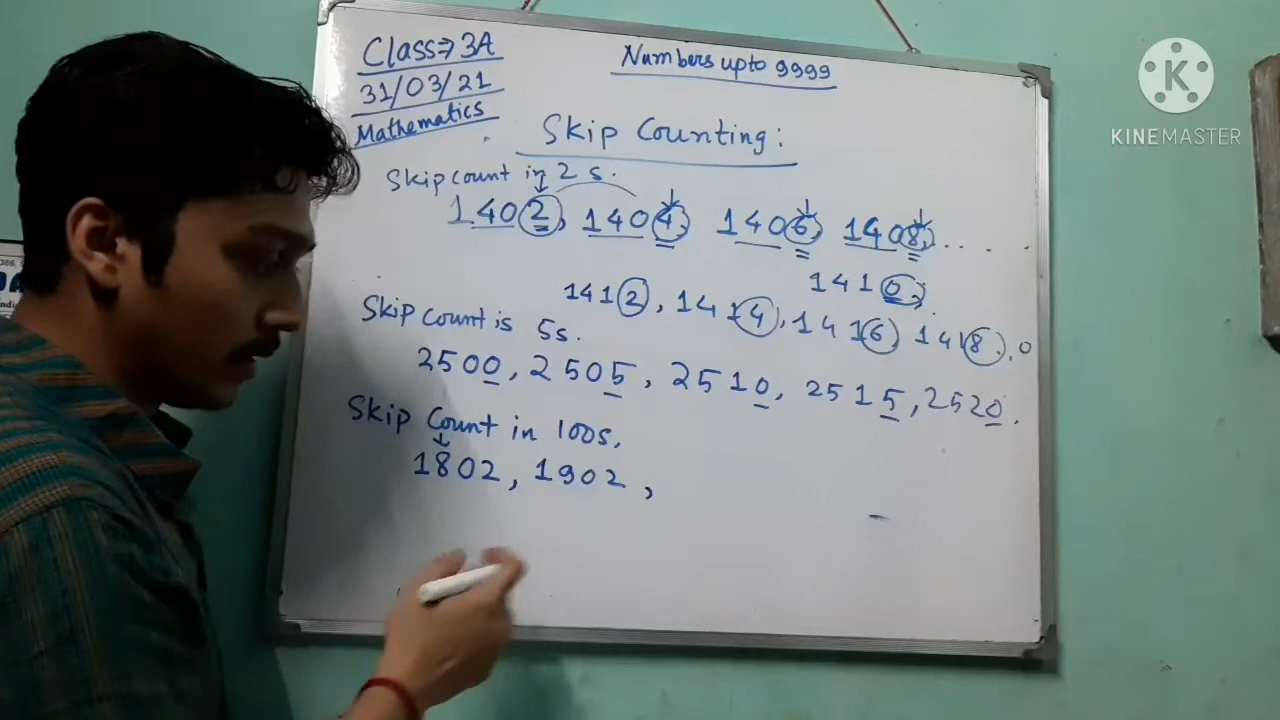 Class⇒3A
31/03/21
Mathematics
Numbers upto 9999
Skip Counting:
Skip count in 2 s.
1402, 1404, 1406, 1408, ....
1410,
1412, 1414, 1416 1418, 0
Skip count is 5s.
2500, 2505, 2510, 2515, 2520.
Skip Count in 100s,
1802, 1902,
K
KINEMASTER